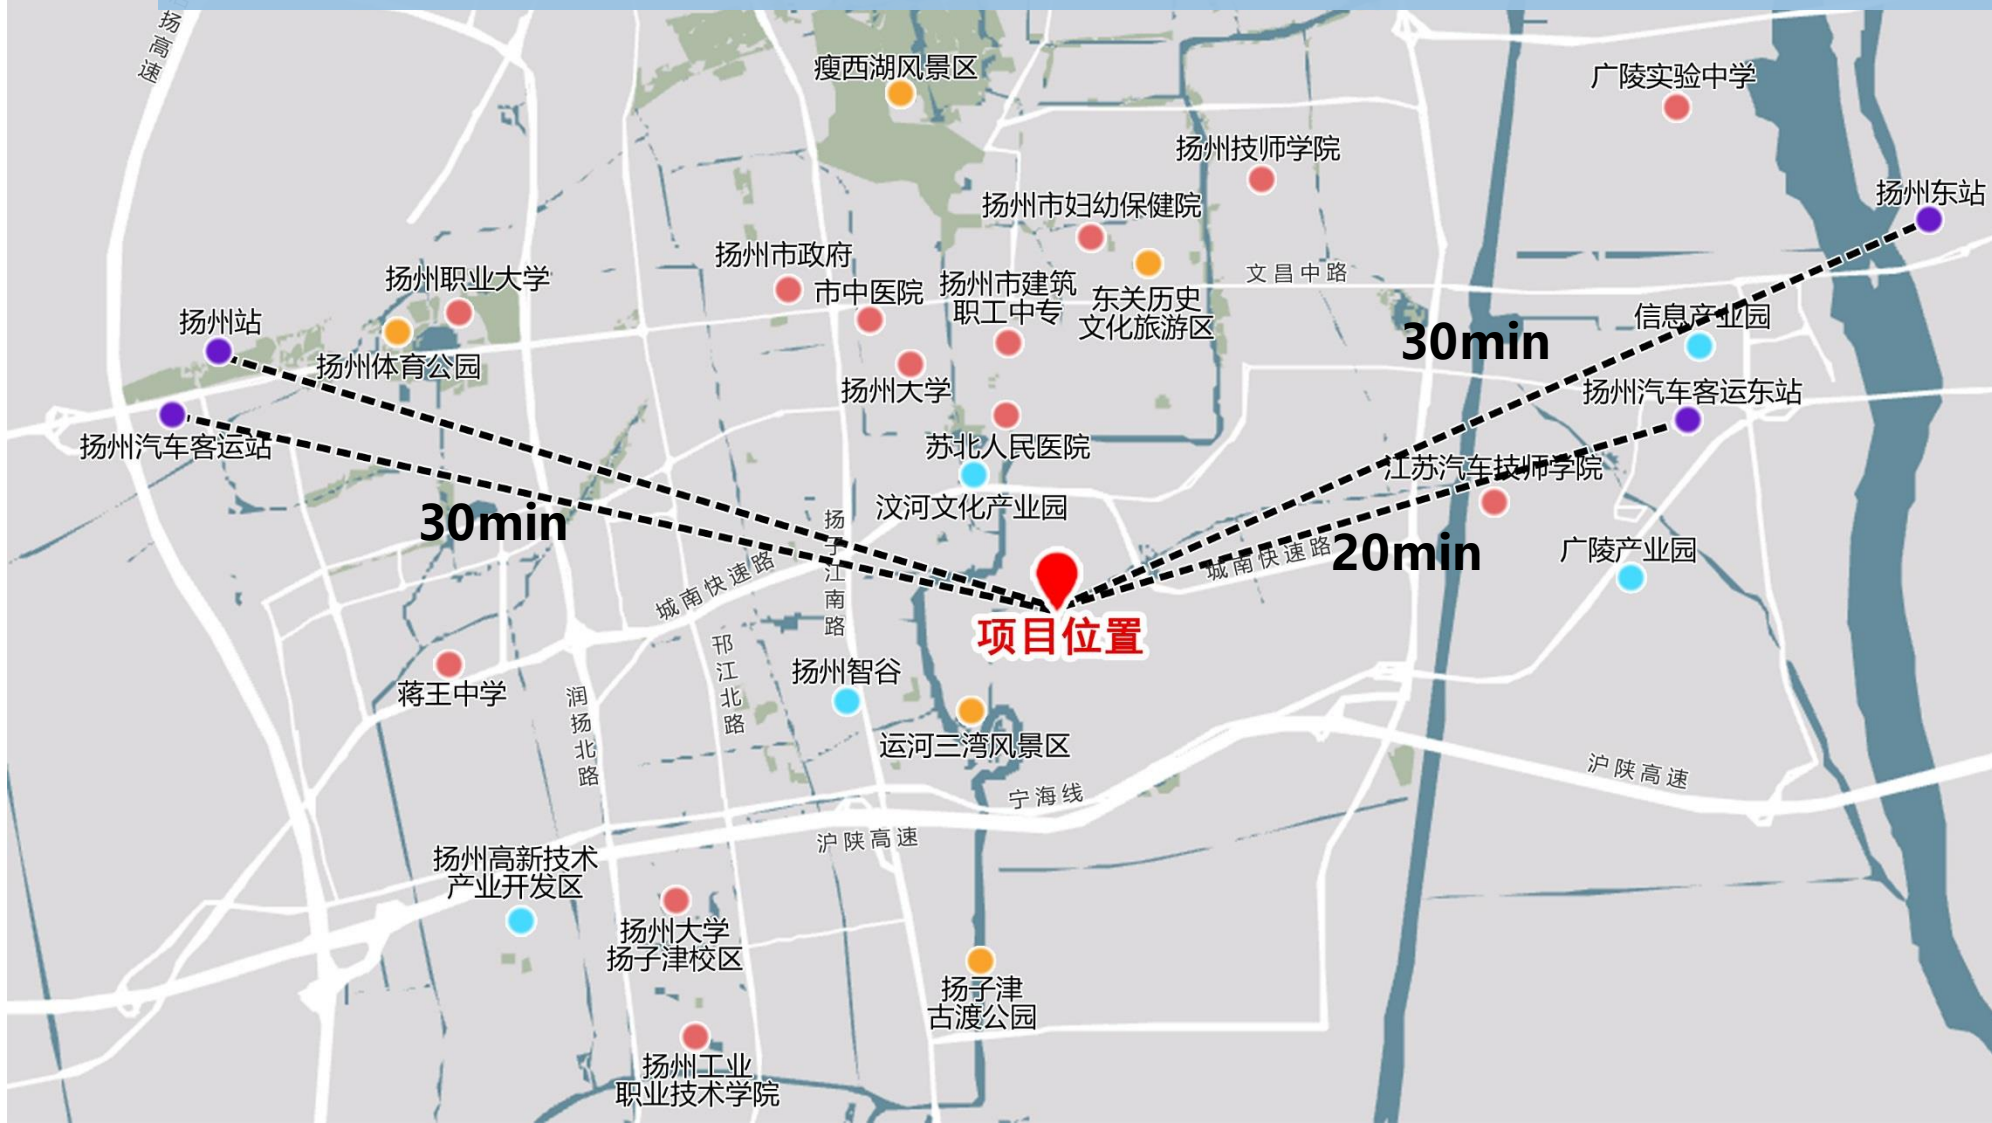 扬高速
瘦西湖风景区
广陵实验中学
扬州技师学院
扬州东站
扬州市妇幼保健院
扬州市政府
扬州职业大学
市中医院
扬州市建筑
职工中专
东关历史
文化旅游区
文昌中路
扬州站
信息产业园
30min
扬州体育公园
扬州大学
扬州汽车客运东站
扬州汽车客运站
苏北人民医院
江苏汽车技师学院
汶河文化产业园
30min
扬子江南路
城南快速路
20min
广陵产业园
城南快速路
项目位置
邗江北路
扬州智谷
蒋王中学
润扬北路
运河三湾风景区
沪陕高速
宁海线
沪陕高速
扬州高新技术
产业开发区
扬州大学
扬子津校区
扬子津
古渡公园
扬州工业
职业技术学院